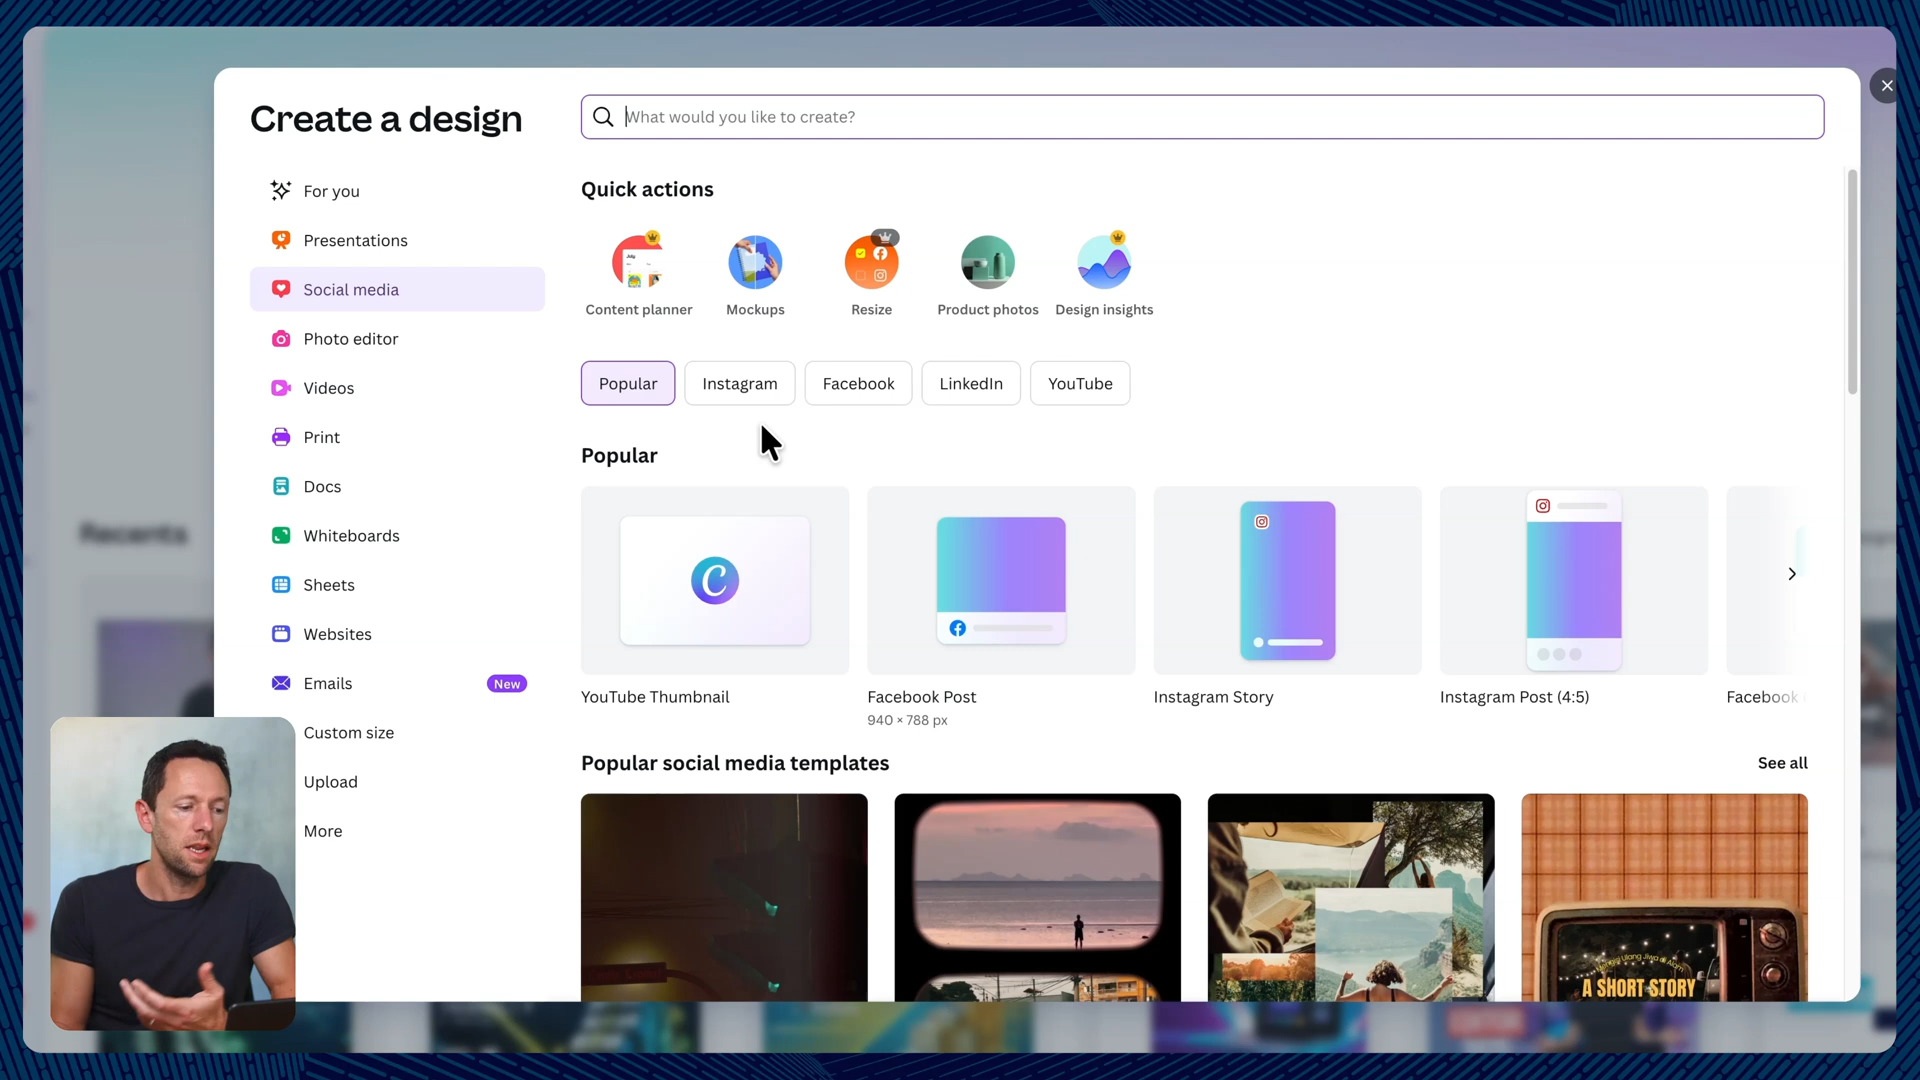 Create a design
What would you like to create?
For you
Presentations
Social media
Photo editor
Videos
Print
Docs
Whiteboards
Sheets
Websites
Emails
New
Custom size
Upload
More
Quick actions
Content planner
Mockups
Resize
Product photos
Design insights
Popular
Instagram
Facebook
LinkedIn
YouTube
Popular
YouTube Thumbnail
Facebook Post
940 × 788 px
Instagram Story
Instagram Post (4:5)
Facebook
Popular social media templates
See all
A SHORT STORY
Recents